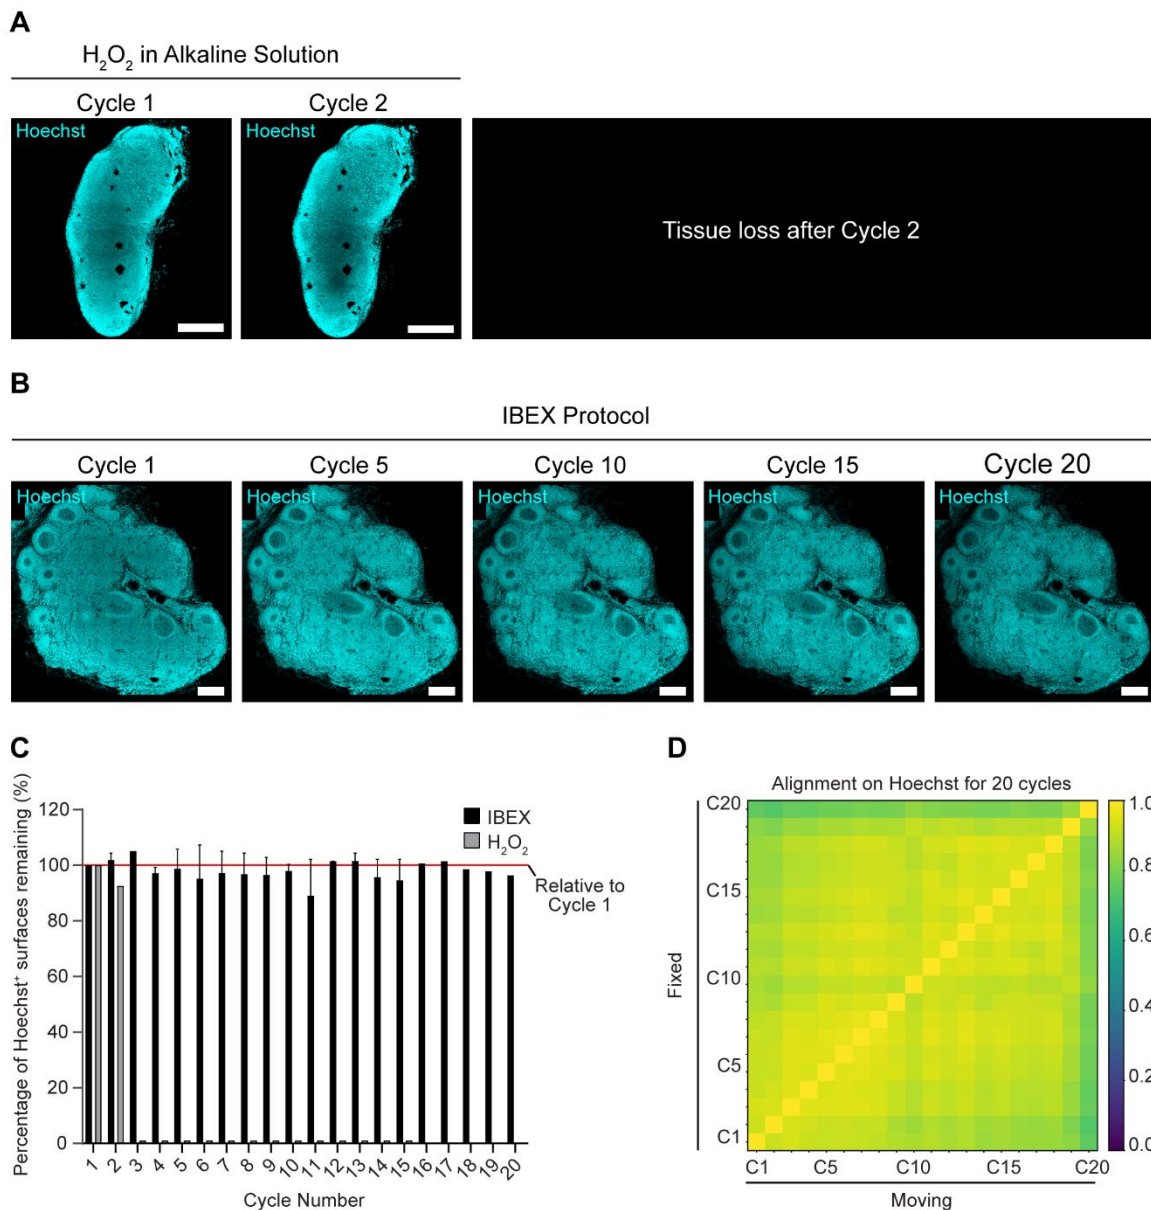 A
H₂O₂ in Alkaline Solution
Cycle 1 Cycle 2
Hoechst Hoechst
Tissue loss after Cycle 2
B
IBEX Protocol
Cycle 1 Cycle 5 Cycle 10 Cycle 15 Cycle 20
Hoechst Hoechst Hoechst Hoechst Hoechst
C
Percentage of Hoechst⁺ surfaces remaining (%)
120
100
80
60
40
20
0
IBEX
H₂O₂
Relative to
Cycle 1
1 2 3 4 5 6 7 8 9 10 11 12 13 14 15 16 17 18 19 20
Cycle Number
D
Alignment on Hoechst for 20 cycles
Fixed
C20
C15
C10
C5
C1
C1 C5 C10 C15 C20
Moving
1.0
0.8
0.6
0.4
0.2
0.0